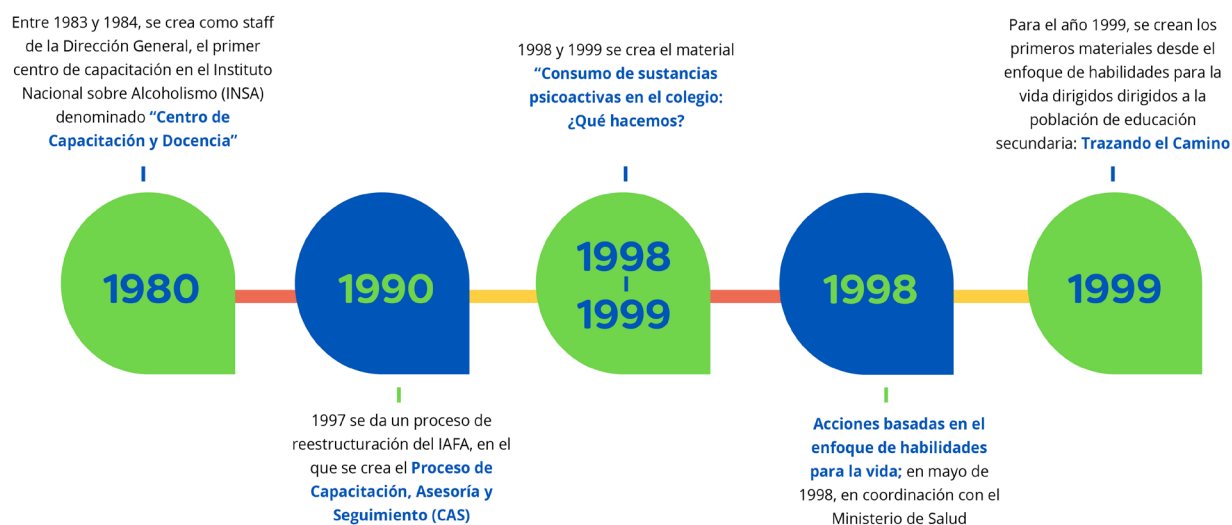 Entre 1983 y 1984, se crea como staff
de la Dirección General, el primer
centro de capacitación en el Instituto
Nacional sobre Alcoholismo (INSA)
denominado “Centro de
Capacitación y Docencia”
1980
1990
1997 se da un proceso de
reestructuración del IAFA, en el
que se crea el Proceso de
Capacitación, Asesoría y
Seguimiento (CAS)
1998 y 1999 se crea el material
“Consumo de sustancias
psicoactivas en el colegio:
¿Qué hacemos?
1998
-
1999
1998
Acciones basadas en el
enfoque de habilidades
para la vida; en mayo de
1998, en coordinación con el
Ministerio de Salud
Para el año 1999, se crean los
primeros materiales desde el
enfoque de habilidades para la
vida dirigidos dirigidos a la
población de educación
secundaria: Trazando el Camino
1999